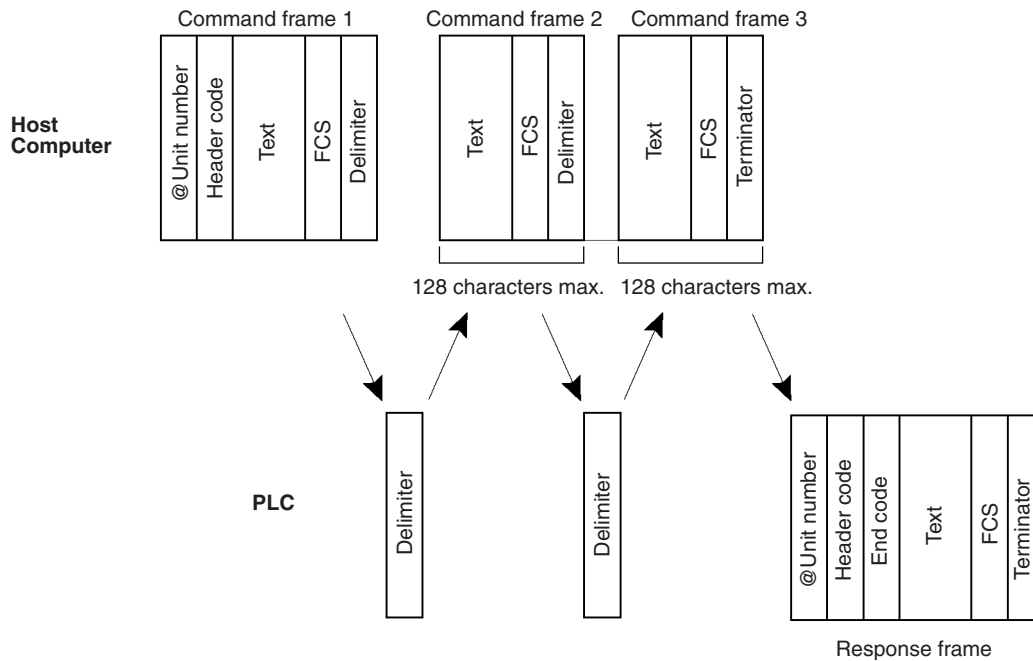 Command frame 1
Command frame 2
Command frame 3
Host
Computer
@Unit number
Header code
Text
FCS
Delimiter
Text
FCS
Delimiter
Text
FCS
Terminator
128 characters max.
128 characters max.
PLC
Delimiter
Delimiter
@Unit number
Header code
End code
Text
FCS
Terminator
Response frame